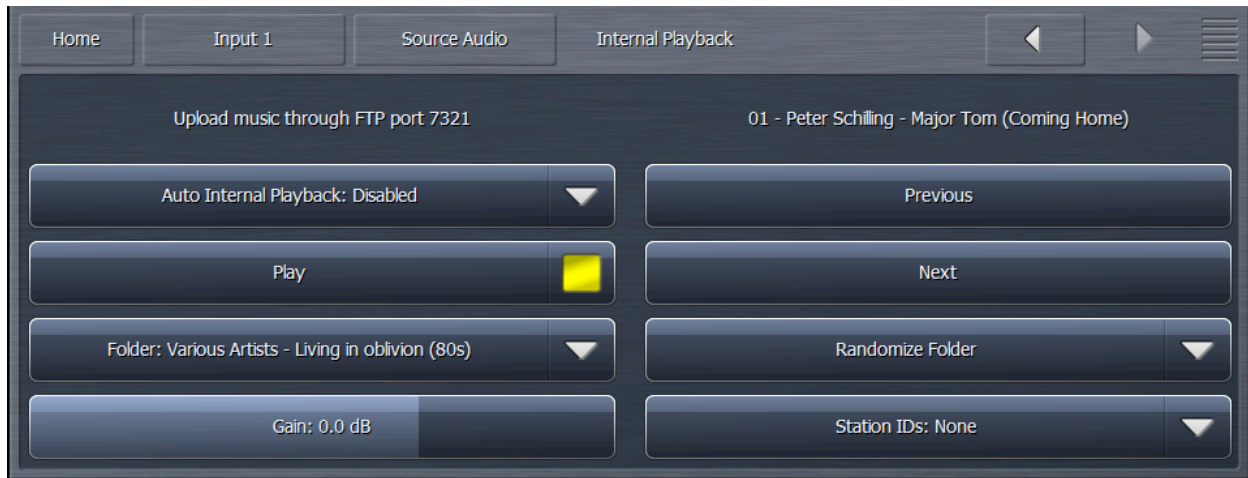 Home
Input 1
Source Audio
Internal Playback
Upload music through FTP port 7321
01 - Peter Schilling - Major Tom (Coming Home)
Auto Internal Playback: Disabled
Previous
Play
Next
Folder: Various Artists - Living in oblivion (80s)
Randomize Folder
Gain: 0.0 dB
Station IDs: None